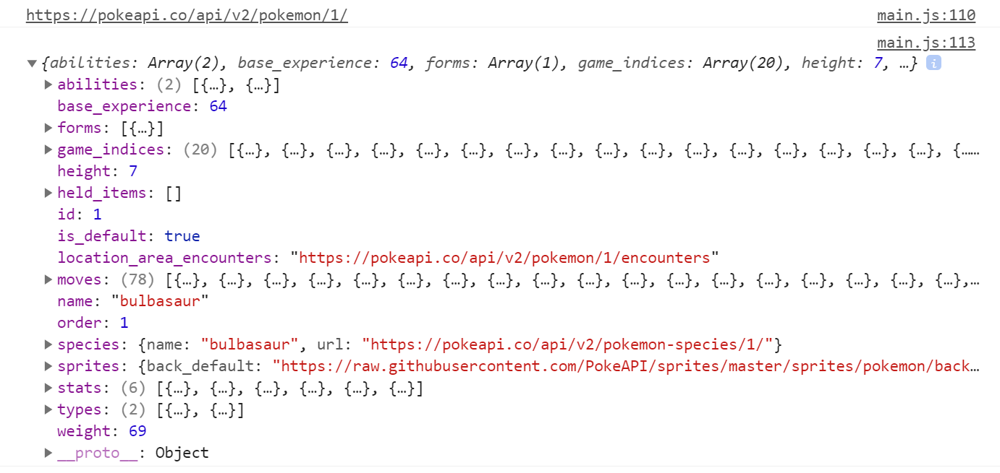 https://pokeapi.co/api/v2/pokemon/1/ main.js:110
main.js:113
▼{abilities: Array(2), base_experience: 64, forms: Array(1), game_indices: Array(20), height: 7, …} i
▶abilities: (2) [{…}, {…}]
base_experience: 64
▶forms: [{…}]
▶game_indices: (20) [{…}, {…}, {…}, {…}, {…}, {…}, {…}, {…}, {…}, {…}, {…}, {…}, {…}, {…}, {…}, {…}, {……
height: 7
▶held_items: []
id: 1
is_default: true
location_area_encounters: "https://pokeapi.co/api/v2/pokemon/1/encounters"
▶moves: (78) [{…}, {…}, {…}, {…}, {…}, {…}, {…}, {…}, {…}, {…}, {…}, {…}, {…}, {…}, {…}, {…}, {…}, {…},…
name: "bulbasaur"
order: 1
▶species: {name: "bulbasaur", url: "https://pokeapi.co/api/v2/pokemon-species/1/"}
▶sprites: {back_default: "https://raw.githubusercontent.com/PokeAPI/sprites/master/sprites/pokemon/back…
▶stats: (6) [{…}, {…}, {…}, {…}, {…}, {…}]
▶types: (2) [{…}, {…}]
weight: 69
▶__proto__: Object